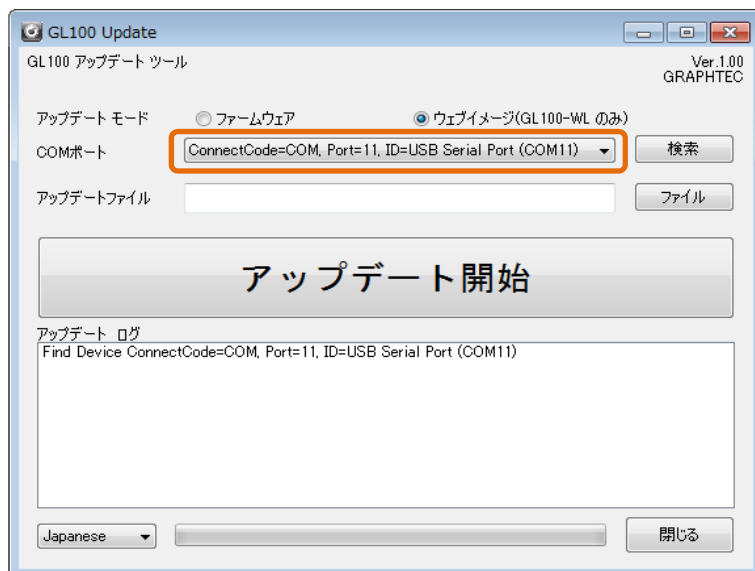 GL100 Update
GL100 アップデート ツール
Ver.1.00
GRAPHTEC
アップデート モード
ファームウェア
ウェブイメージ(GL100-WL のみ)
COMポート
ConnectCode=COM, Port=11, ID=USB Serial Port (COM11)
検索
アップデートファイル
ファイル
アップデート開始
アップデート ログ
Find Device ConnectCode=COM, Port=11, ID=USB Serial Port (COM11)
Japanese
閉じる